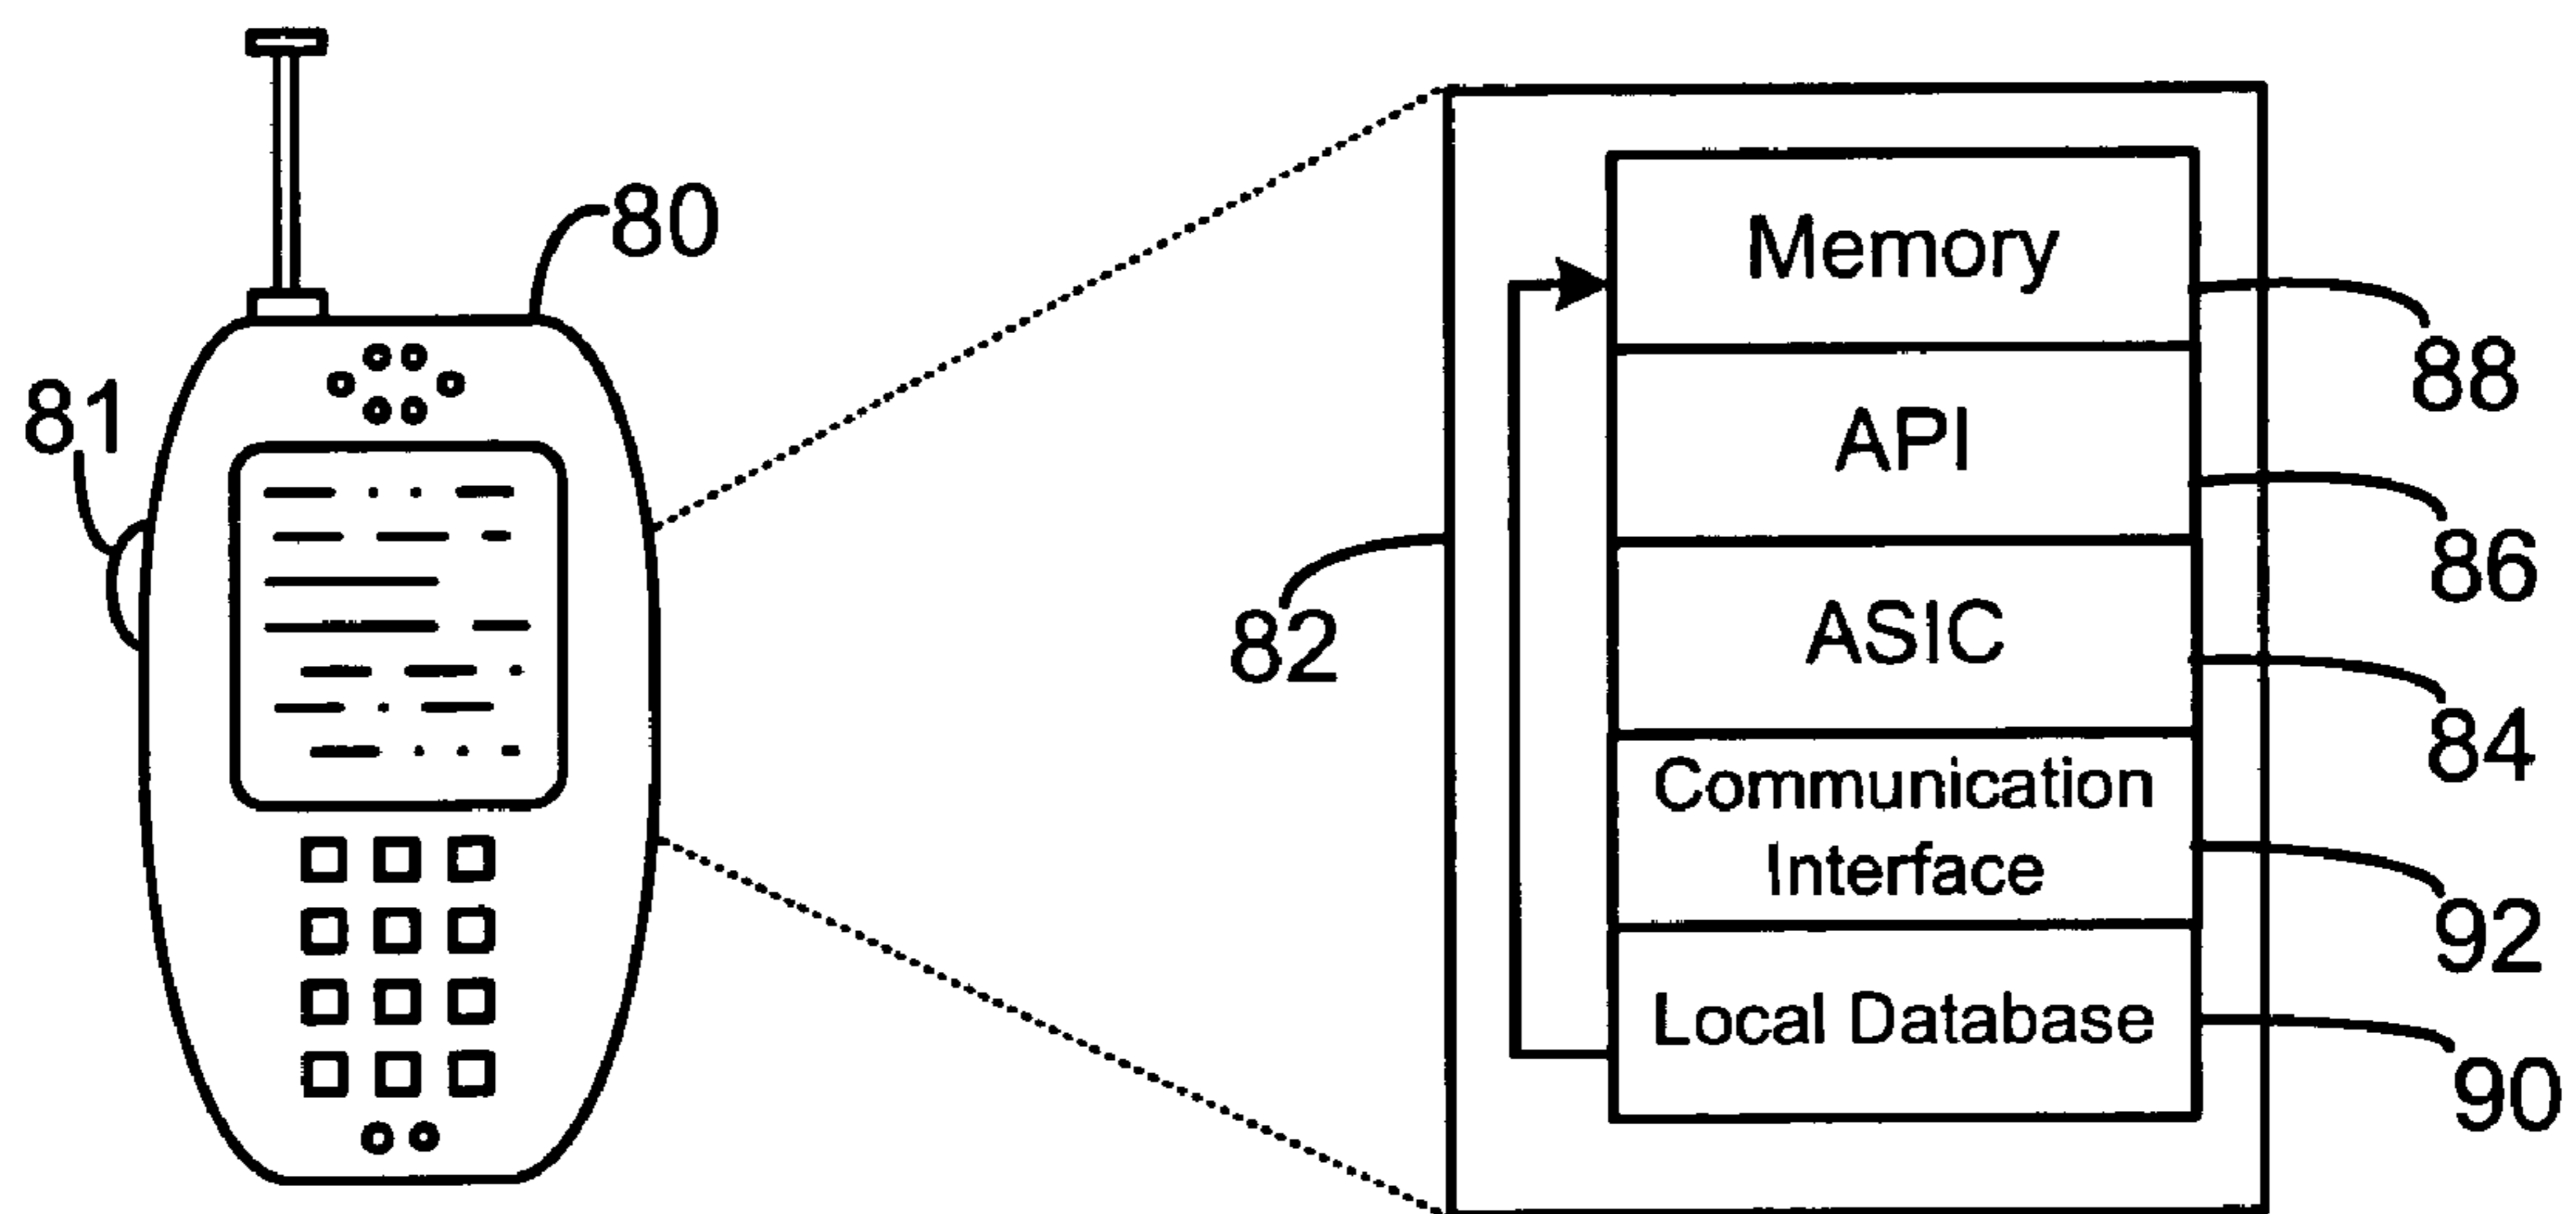 80
81
Memory
88
API
86
82
ASIC
84
Communication
Interface
92
Local Database
90